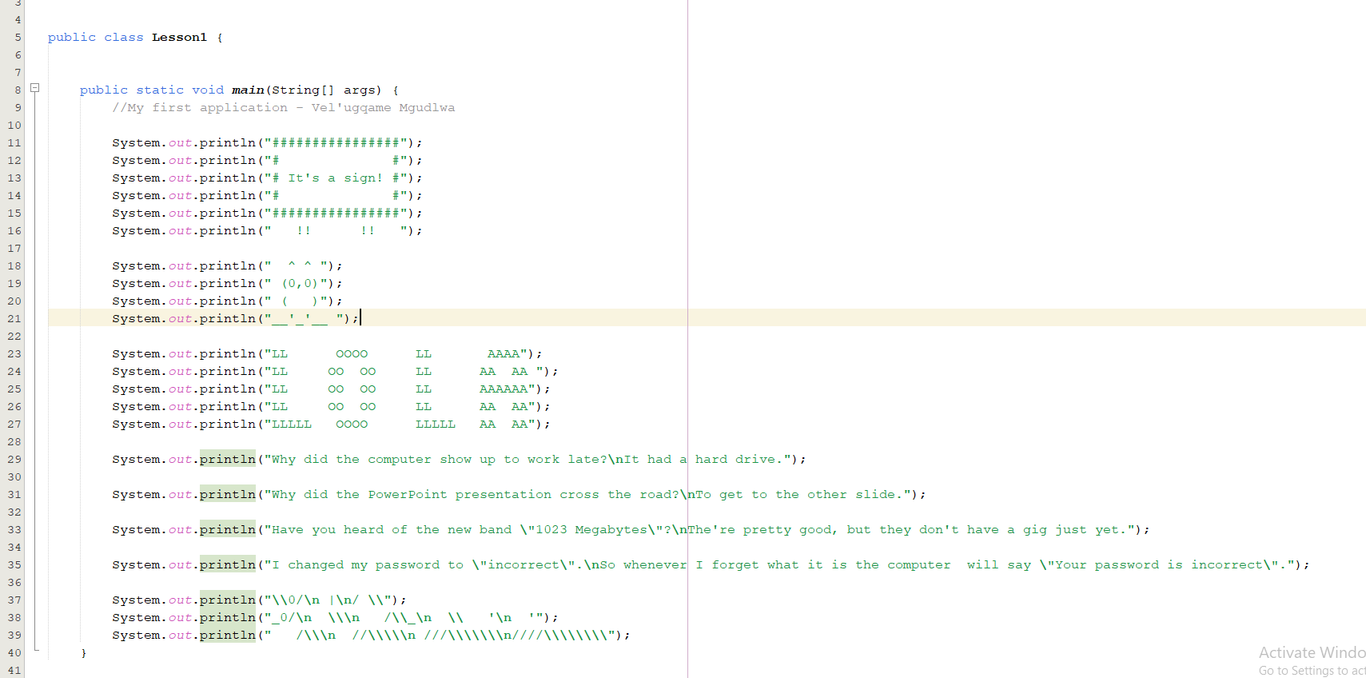 3
4
5 public class Lesson1 {
6
7
8     public static void main(String[] args) {
9         //My first application - Vel'uqqame Mgudlwa
10
11         System.out.println("################");
12         System.out.println("#              #");
13         System.out.println("# It's a sign! #");
14         System.out.println("#              #");
15         System.out.println("################");
16         System.out.println("   !!      !!   ");
17
18         System.out.println("  ^ ^ ");
19         System.out.println(" (0,0)");
20         System.out.println(" (   )");
21         System.out.println("__'_'__ ");
22
23         System.out.println("LL      OOOO      LL       AAAA");
24         System.out.println("LL     OO  OO     LL      AA  AA ");
25         System.out.println("LL     OO  OO     LL      AAAAAA");
26         System.out.println("LL     OO  OO     LL      AA  AA");
27         System.out.println("LLLLL   OOOO      LLLLL   AA  AA");
28
29         System.out.println("Why did the computer show up to work late?\nIt had a hard drive.");
30
31         System.out.println("Why did the PowerPoint presentation cross the road?\nTo get to the other slide.");
32
33         System.out.println("Have you heard of the new band \"1023 Megabytes\"?\nThe're pretty good, but they don't have a gig just yet.");
34
35         System.out.println("I changed my password to \"incorrect\".\nSo whenever I forget what it is the computer  will say \"Your password is incorrect\".");
36
37         System.out.println("\\0/\n |\n/ \\");
38         System.out.println("_0/\n  \\\n   /\\_\n  \\   '\n  '");
39         System.out.println("   /\\\n  //\\\\\n ///\\\\\\\n////\\\\\\\\");
40     }
41
Activate Windo
Go to Settings to act